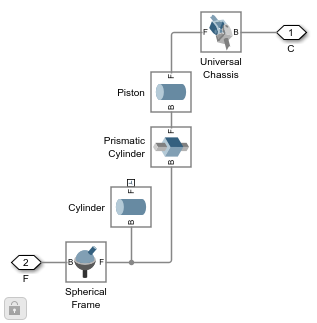 F
B
1
C
Universal
Chassis
F
Piston
B
F
Prismatic
Cylinder
B
F
Cylinder
B
2
F
B
F
Spherical
Frame